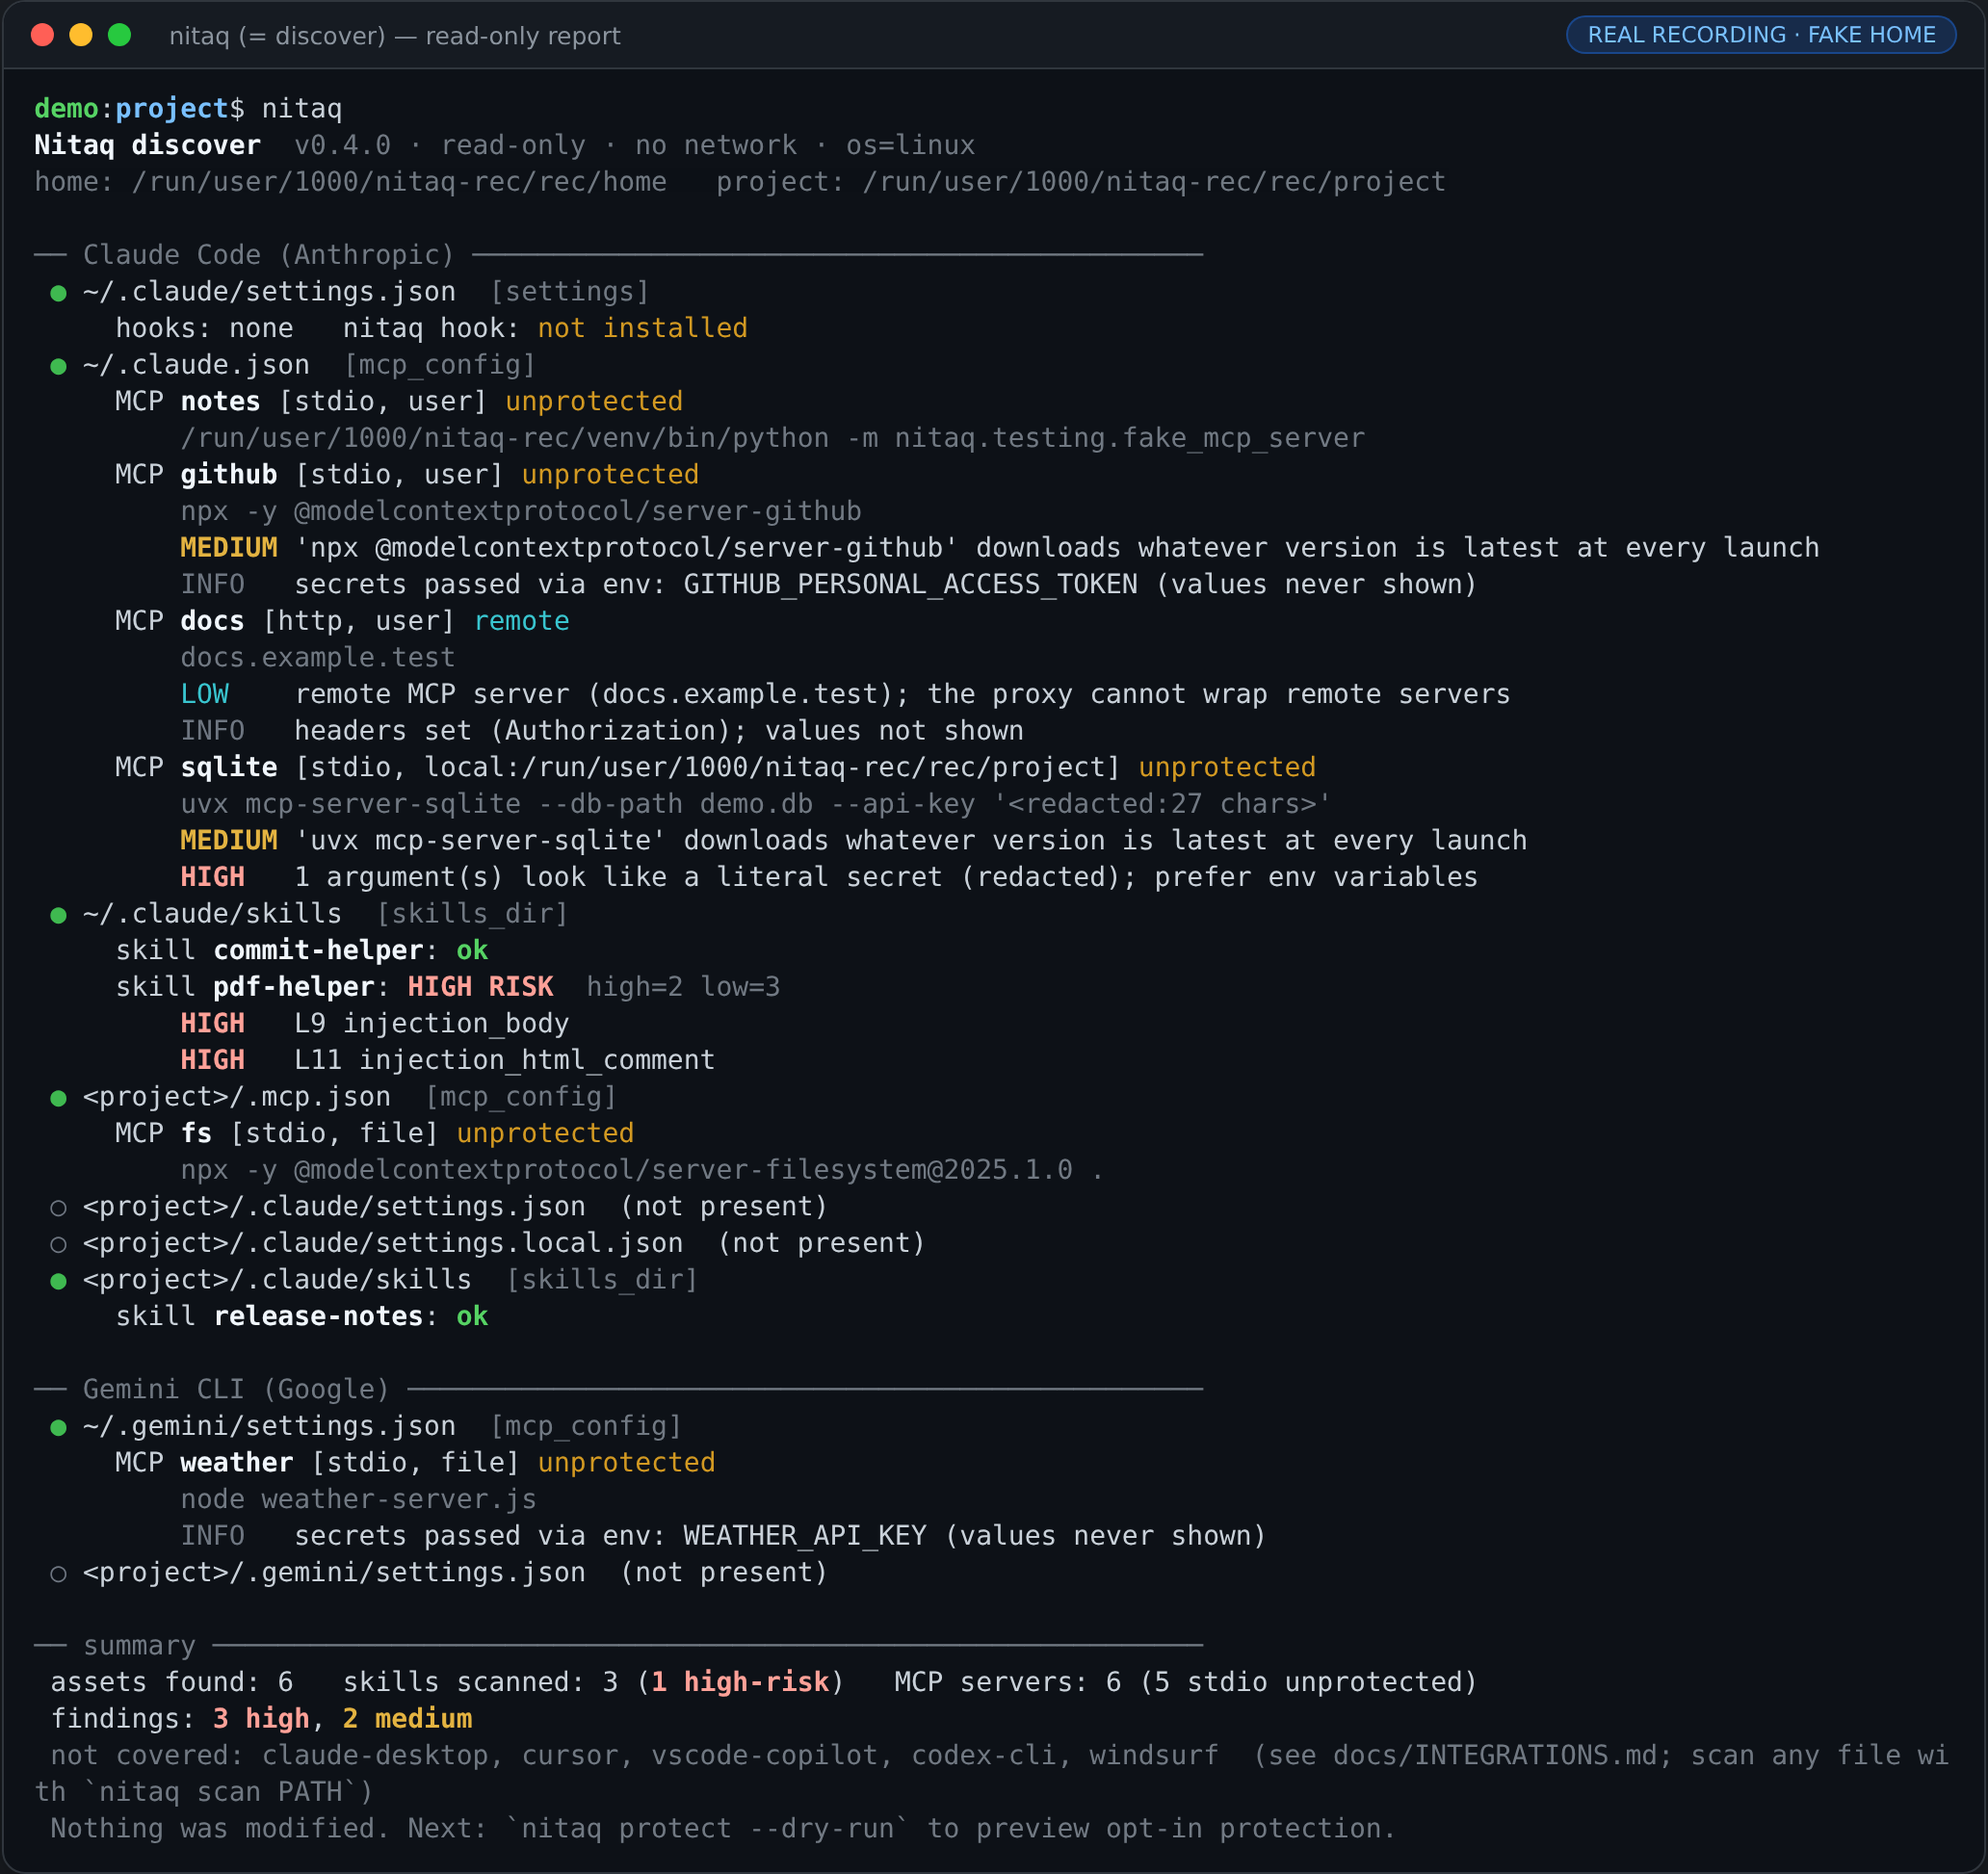 nitaq (= discover) — read-only report
REAL RECORDING · FAKE HOME
demo:project$ nitaq
Nitaq discover  v0.4.0 · read-only · no network · os=linux
home: /run/user/1000/nitaq-rec/rec/home   project: /run/user/1000/nitaq-rec/rec/project
── Claude Code (Anthropic) ─────────────────────────────────────────────
● ~/.claude/settings.json  [settings]
hooks: none   nitaq hook: not installed
● ~/.claude.json  [mcp_config]
MCP notes [stdio, user] unprotected
/run/user/1000/nitaq-rec/venv/bin/python -m nitaq.testing.fake_mcp_server
MCP github [stdio, user] unprotected
npx -y @modelcontextprotocol/server-github
MEDIUM 'npx @modelcontextprotocol/server-github' downloads whatever version is latest at every launch
INFO   secrets passed via env: GITHUB_PERSONAL_ACCESS_TOKEN (values never shown)
MCP docs [http, user] remote
docs.example.test
LOW    remote MCP server (docs.example.test); the proxy cannot wrap remote servers
INFO   headers set (Authorization); values not shown
MCP sqlite [stdio, local:/run/user/1000/nitaq-rec/rec/project] unprotected
uvx mcp-server-sqlite --db-path demo.db --api-key '<redacted:27 chars>'
MEDIUM 'uvx mcp-server-sqlite' downloads whatever version is latest at every launch
HIGH   1 argument(s) look like a literal secret (redacted); prefer env variables
● ~/.claude/skills  [skills_dir]
skill commit-helper: ok
skill pdf-helper: HIGH RISK  high=2 low=3
HIGH   L9 injection_body
HIGH   L11 injection_html_comment
● <project>/.mcp.json  [mcp_config]
MCP fs [stdio, file] unprotected
npx -y @modelcontextprotocol/server-filesystem@2025.1.0 .
○ <project>/.claude/settings.json  (not present)
○ <project>/.claude/settings.local.json  (not present)
● <project>/.claude/skills  [skills_dir]
skill release-notes: ok
── Gemini CLI (Google) ─────────────────────────────────────────────────
● ~/.gemini/settings.json  [mcp_config]
MCP weather [stdio, file] unprotected
node weather-server.js
INFO   secrets passed via env: WEATHER_API_KEY (values never shown)
○ <project>/.gemini/settings.json  (not present)
── summary ─────────────────────────────────────────────────────────────
assets found: 6   skills scanned: 3 (1 high-risk)   MCP servers: 6 (5 stdio unprotected)
findings: 3 high, 2 medium
not covered: claude-desktop, cursor, vscode-copilot, codex-cli, windsurf  (see docs/INTEGRATIONS.md; scan any file wi
th `nitaq scan PATH`)
Nothing was modified. Next: `nitaq protect --dry-run` to preview opt-in protection.